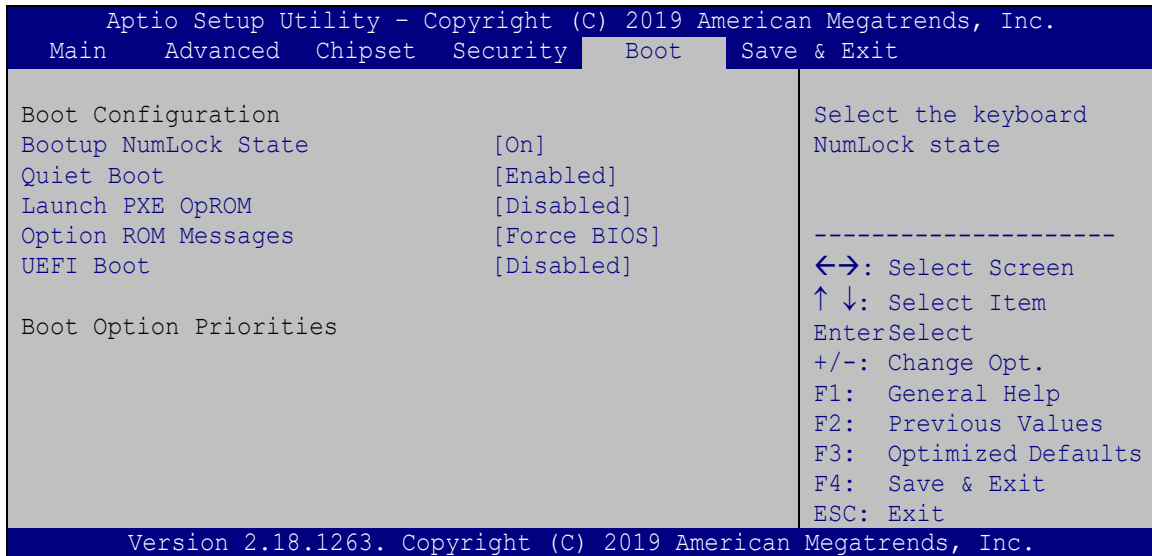 Aptio Setup Utility – Copyright (C) 2019 American Megatrends, Inc.
Main Advanced Chipset Security Boot Save & Exit
Boot Configuration
Bootup NumLock State [On]
Quiet Boot [Enabled]
Launch PXE OpROM [Disabled]
Option ROM Messages [Force BIOS]
UEFI Boot [Disabled]
Boot Option Priorities
Select the keyboard
NumLock state
---------------------
←→: Select Screen
↑ ↓: Select Item
EnterSelect
+/-: Change Opt.
F1: General Help
F2: Previous Values
F3: Optimized Defaults
F4: Save & Exit
ESC: Exit
Version 2.18.1263. Copyright (C) 2019 American Megatrends, Inc.